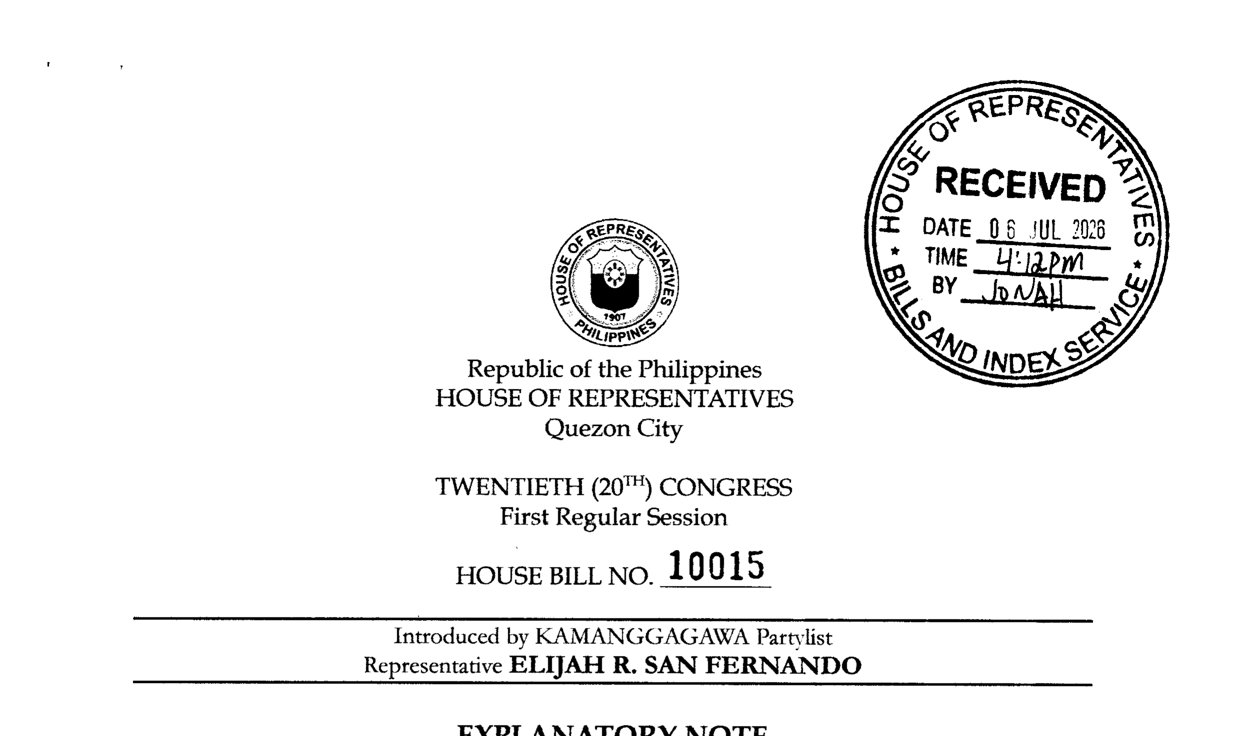 HOUSE OF REPRESENTATIVES
RECEIVED
DATE 06 JUL 2026
TIME 4:12PM
BY JONAH
* BILLS AND INDEX SERVICE *
HOUSE OF REPRESENTATIVES
1907
PHILIPPINES
Republic of the Philippines
HOUSE OF REPRESENTATIVES
Quezon City
TWENTIETH (20TH) CONGRESS
First Regular Session
HOUSE BILL NO. 10015
Introduced by KAMANGGAGAWA Partylist
Representative ELIJAH R. SAN FERNANDO
EXPLANATORY NOTE